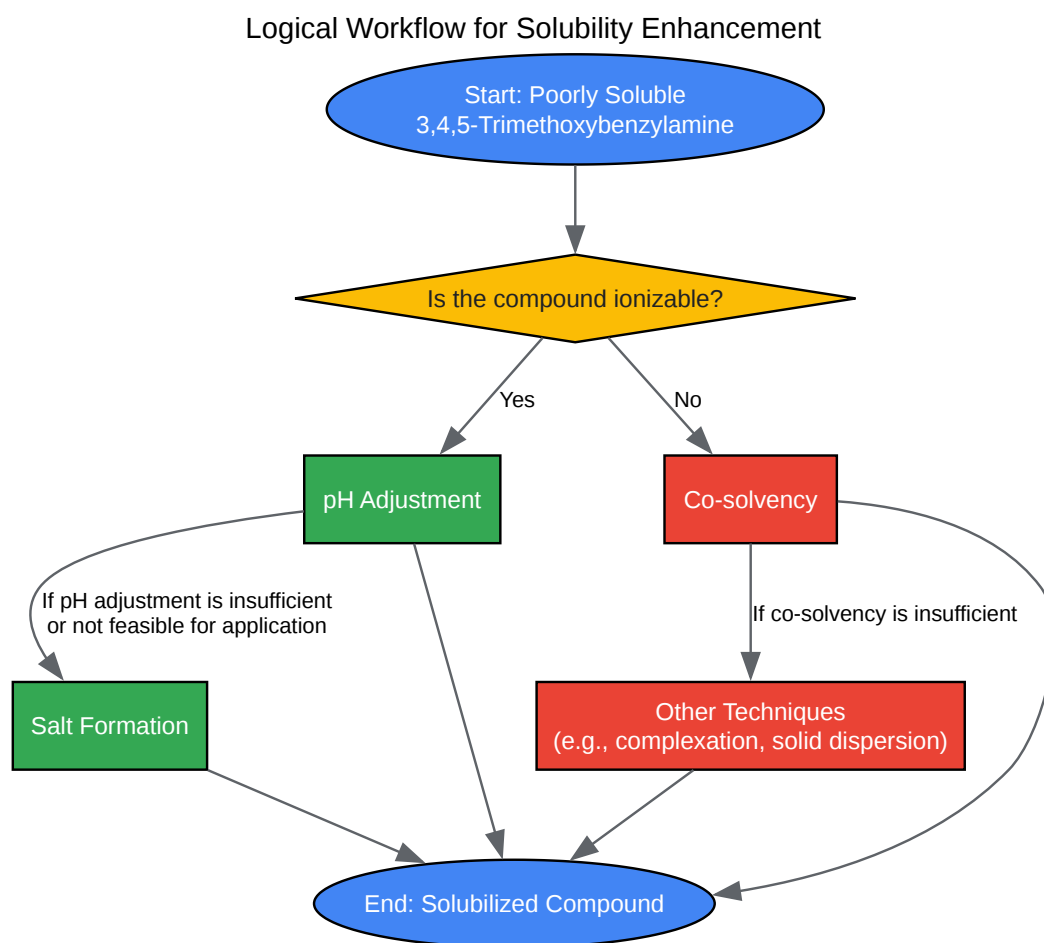 Logical Workflow for Solubility Enhancement
Start: Poorly Soluble
3,4,5-Trimethoxybenzylamine
Is the compound ionizable?
Yes
No
pH Adjustment
Co-solvency
If pH adjustment is insufficient
or not feasible for application
If co-solvency is insufficient
Salt Formation
Other Techniques
(e.g., complexation, solid dispersion)
End: Solubilized Compound